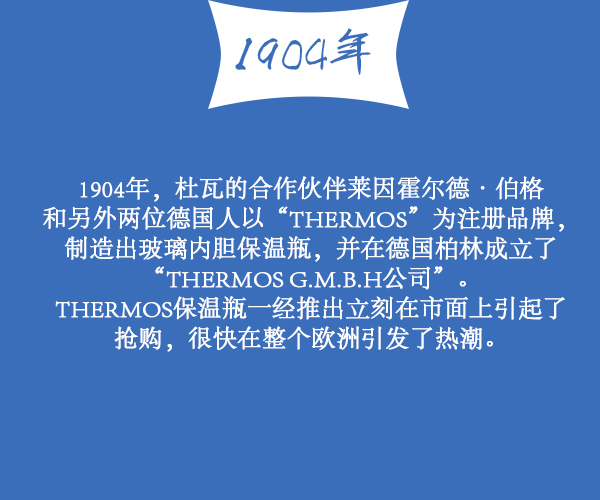 1904年
1904年，杜瓦的合作伙伴莱因霍尔德·伯格
和另外两位德国人以“THERMOS”为注册品牌，
制造出玻璃内胆保温瓶，并在德国柏林成立了
“THERMOS G.M.B.H公司”。
THERMOS保温瓶一经推出立刻在市面上引起了
抢购，很快在整个欧洲引发了热潮。